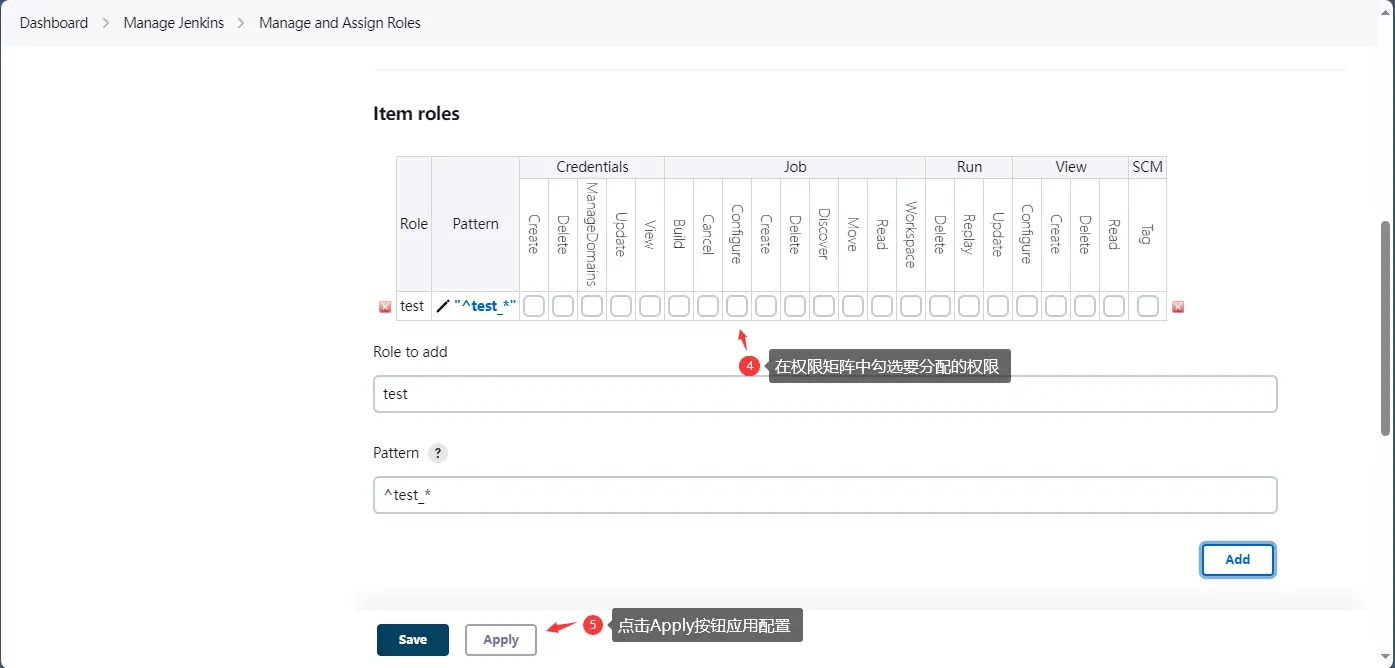 Dashboard > Manage Jenkins > Manage and Assign Roles
Item roles
Role Pattern Credentials Job Run View SCM
Create Delete ManageDomains Update View Build Cancel Configure Create Delete Discover Move Read Workspace Delete Replay Update Configure Create Delete Read Tag
test "^test_*"
Role to add
4 在权限矩阵中勾选要分配的权限
test
Pattern ?
^test_*
Add
Save Apply 5 点击Apply按钮应用配置